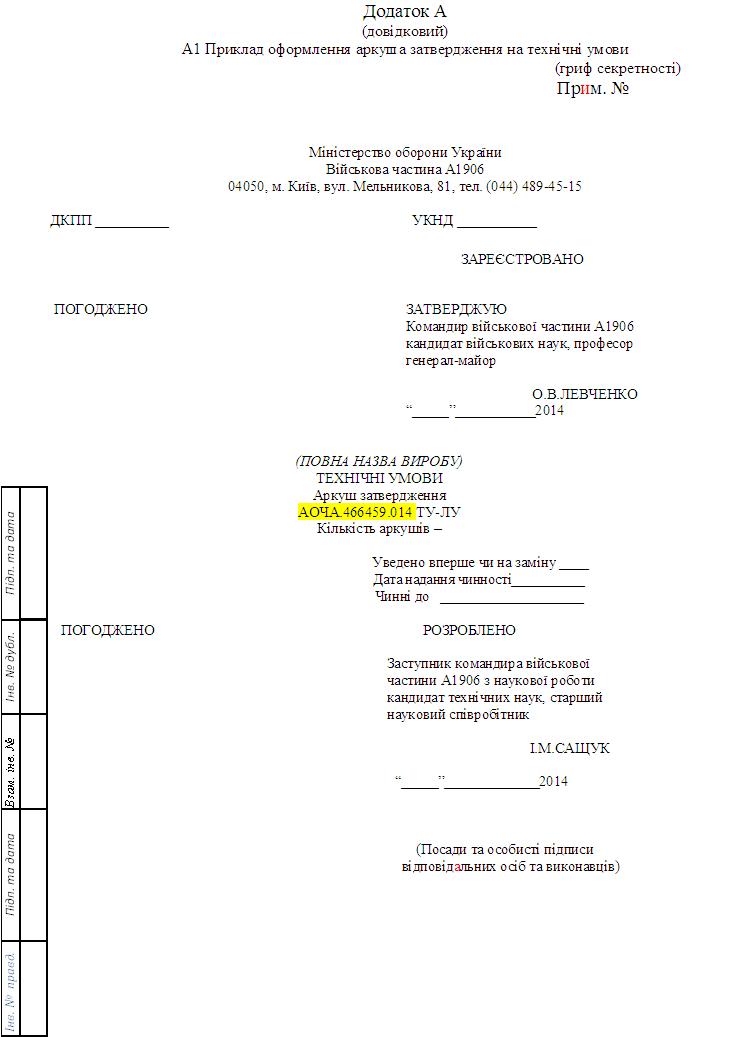 Додаток А
(довідковий)
А1 Приклад оформлення аркуша затвердження на технічні умови
(гриф секретності)
Прим. №
Міністерство оборони України
Військова частина А1906
04050, м. Київ, вул. Мельникова, 81, тел. (044) 489-45-15
ДКПП __________ УКНД ___________
ЗАРЕЄСТРОВАНО
ПОГОДЖЕНО ЗАТВЕРДЖУЮ
Командир військової частини А1906
кандидат військових наук, професор
генерал-майор
О.В.ЛЕВЧЕНКО
“_____”___________2014
(ПОВНА НАЗВА ВИРОБУ)
ТЕХНІЧНІ УМОВИ
Аркуш затвердження
АОЧА.466459.014 ТУ-ЛУ
Кількість аркушів –
Уведено вперше чи на заміну ____
Дата надання чинності__________
Чинні до ____________________
ПОГОДЖЕНО РОЗРОБЛЕНО
Заступник командира військової
частини А1906 з наукової роботи
кандидат технічних наук, старший
науковий співробітник
І.М.САЩУК
“_____”_____________2014
(Посади та особисті підписи
відповідальних осіб та виконавців)
Підп. та дата
Інв. № дубл.
Взам. інв. №
Підп. та дата
Інв. № правд.